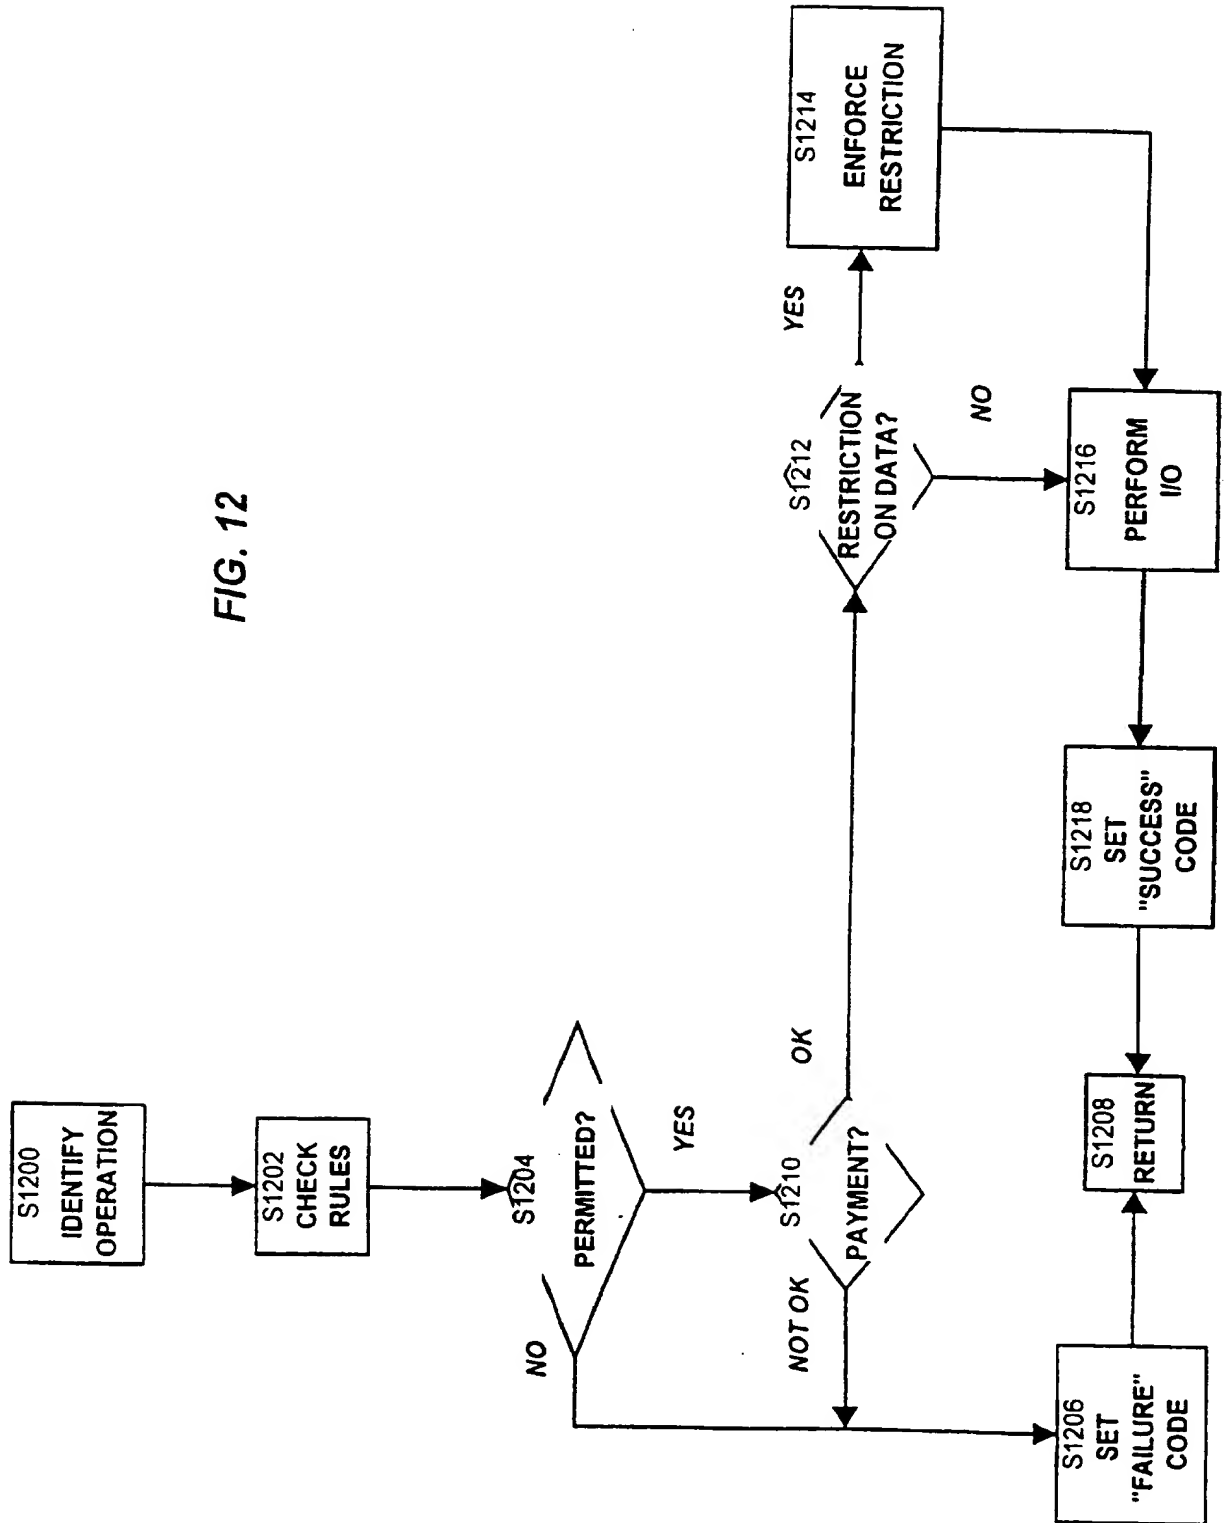 S1200
IDENTIFY
OPERATION
S1202
CHECK
RULES
S1204
PERMITTED?
NO
YES
S1210
PAYMENT?
NOT OK
OK
S1212
RESTRICTION
ON DATA?
YES
NO
S1214
ENFORCE
RESTRICTION
S1206
SET
"FAILURE"
CODE
S1208
RETURN
S1218
SET
"SUCCESS"
CODE
S1216
PERFORM
I/O
FIG. 12